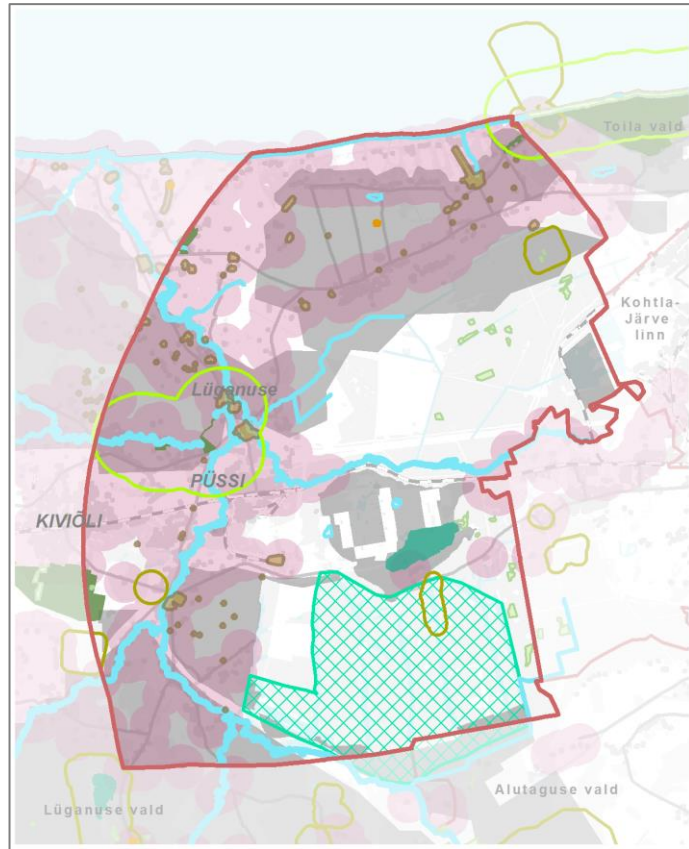 Toila vald
Kohtla-
Järve
linn
Lüganuse
PÜSSI
KIVIÕLI
Alutaguse vald
Lüganuse vald